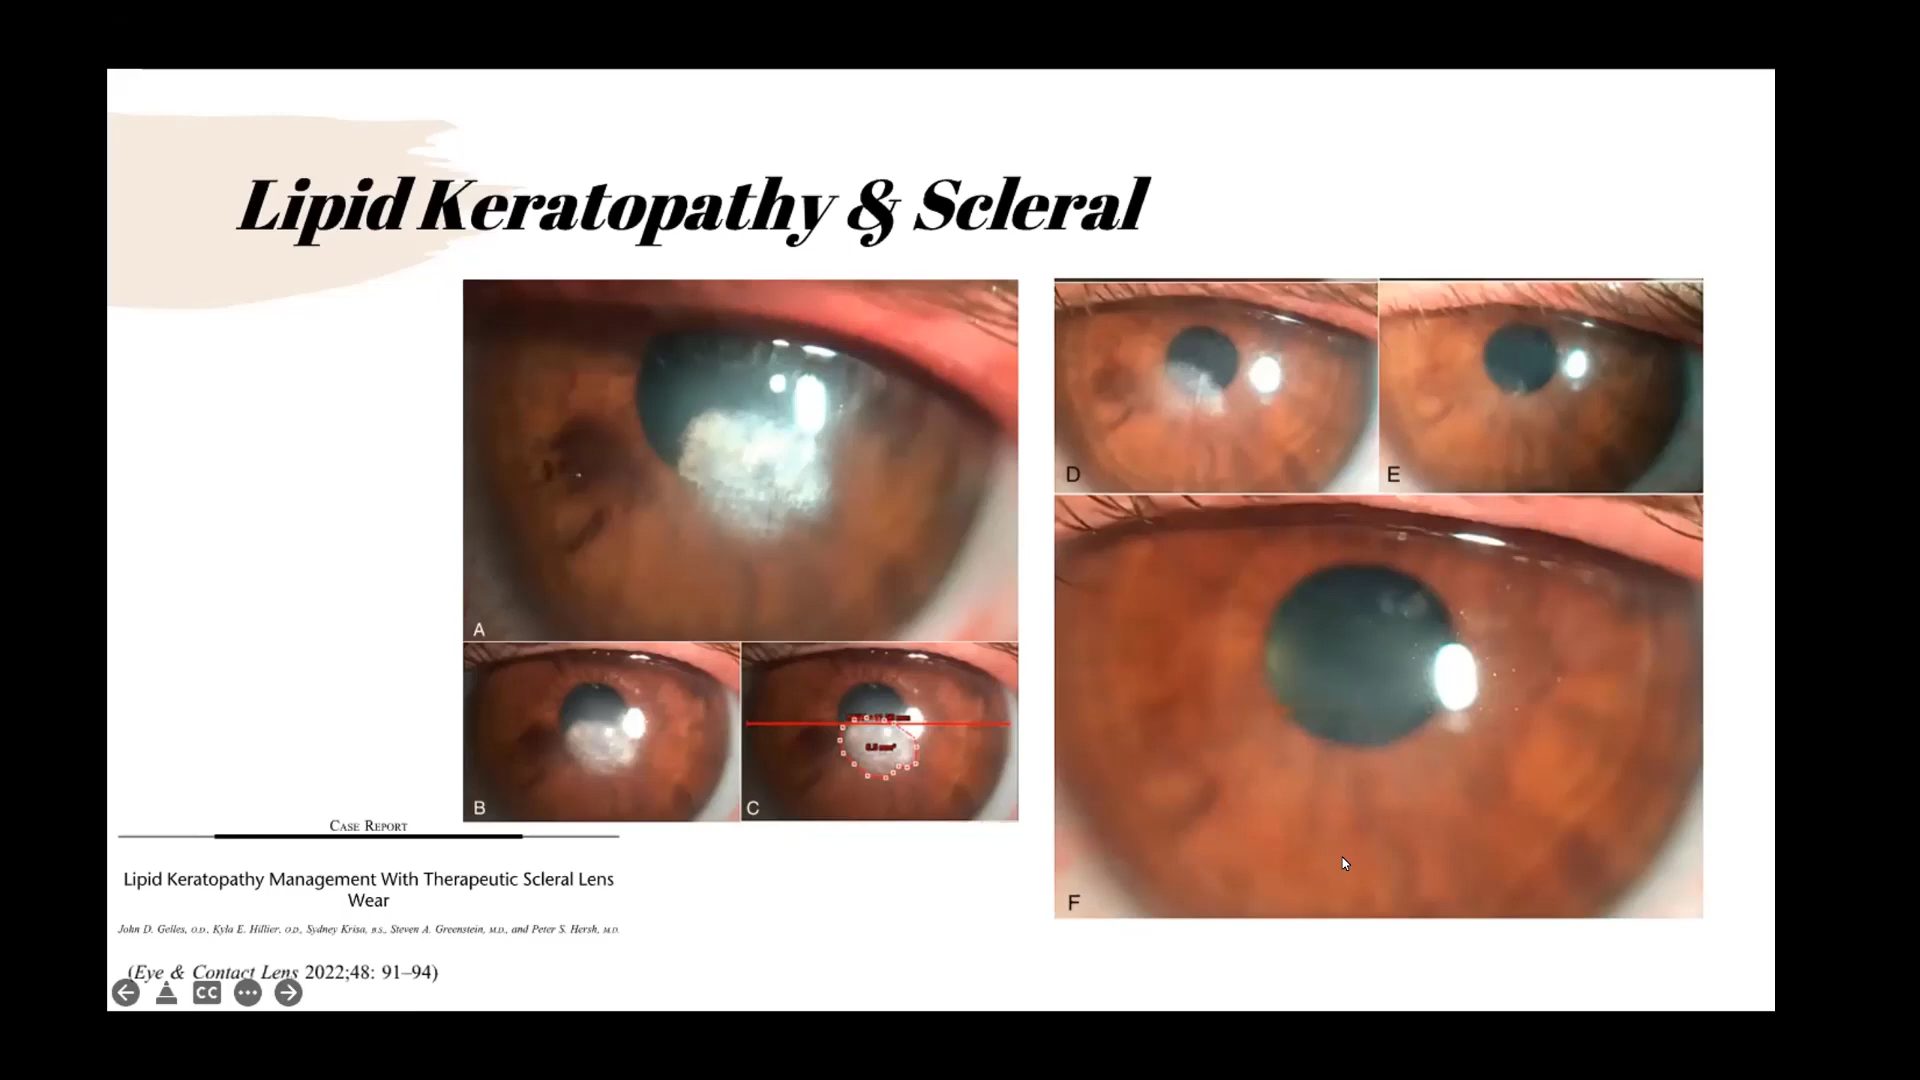 Lipid Keratopathy & Scleral
A
B
C
D
E
F
CASE REPORT
Lipid Keratopathy Management With Therapeutic Scleral Lens
Wear
John D. Gelles, O.D., Kyla E. Hillier, O.D., Sydney Krisa, B.S., Steven A. Greenstein, M.D., and Peter S. Hersh, M.D.
(Eye & Contact Lens 2022;48: 91–94)
CC